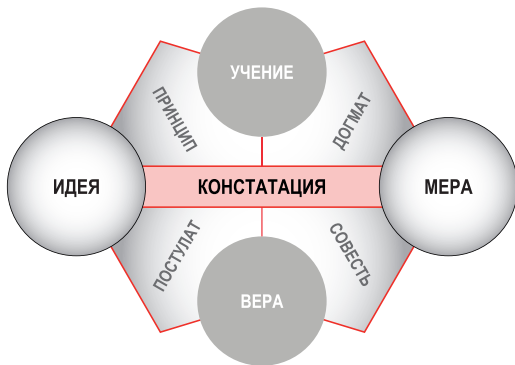 УЧЕНИЕ
ПРИНЦИП
ДОГМАТ
ИДЕЯ
КОНСТАТАЦИЯ
МЕРА
ПОСТУЛАТ
СОВЕСТЬ
ВЕРА